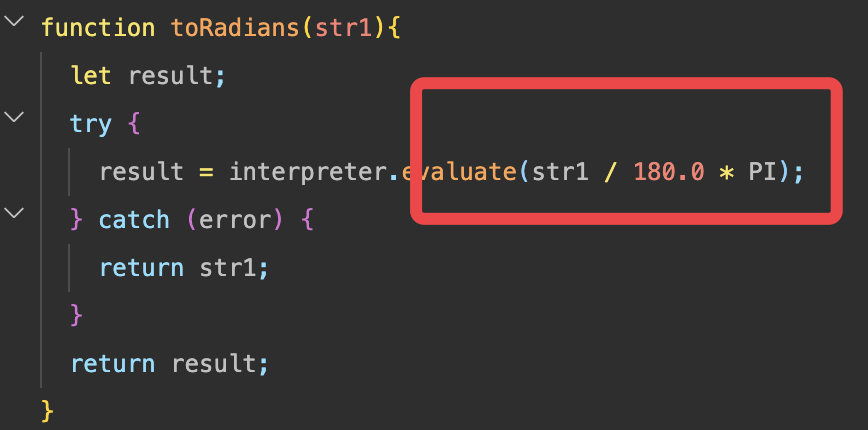 function toRadians(str1){
let result;
try {
result = interpreter.evaluate(str1 / 180.0 * PI);
} catch (error) {
return str1;
}
return result;
}